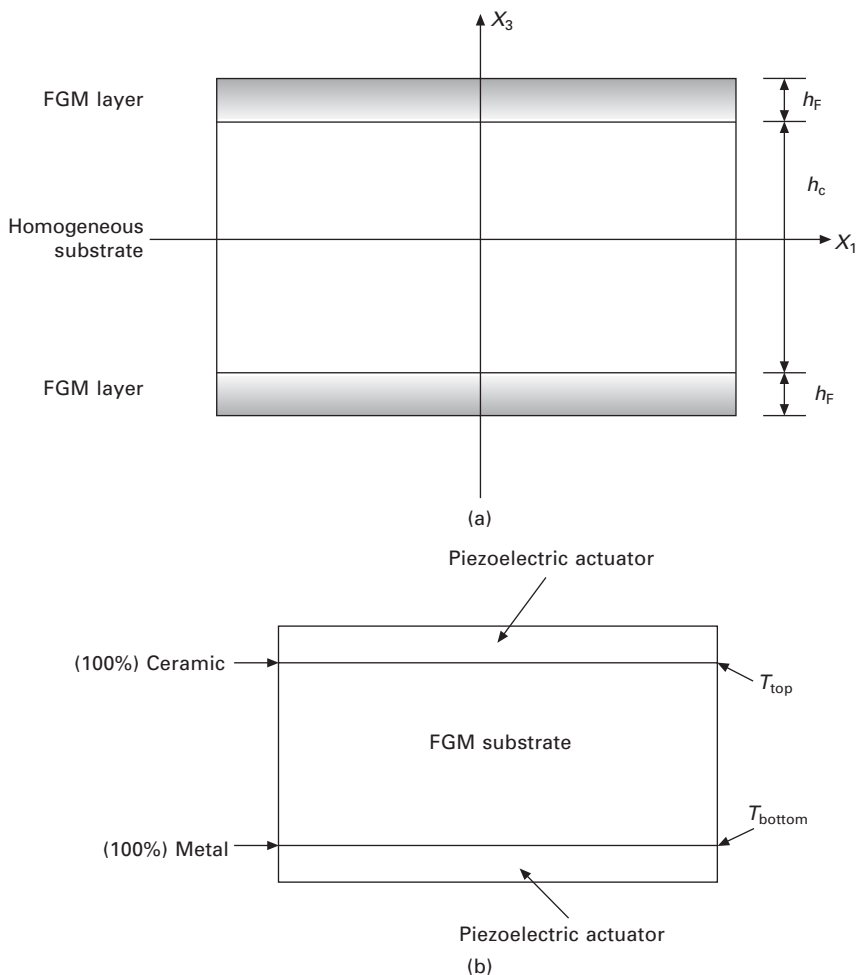 X3
FGM layer
hF
hc
Homogeneous
substrate
X1
FGM layer
hF
(a)
Piezoelectric actuator
(100%) Ceramic
Ttop
FGM substrate
Tbottom
(100%) Metal
Piezoelectric actuator
(b)